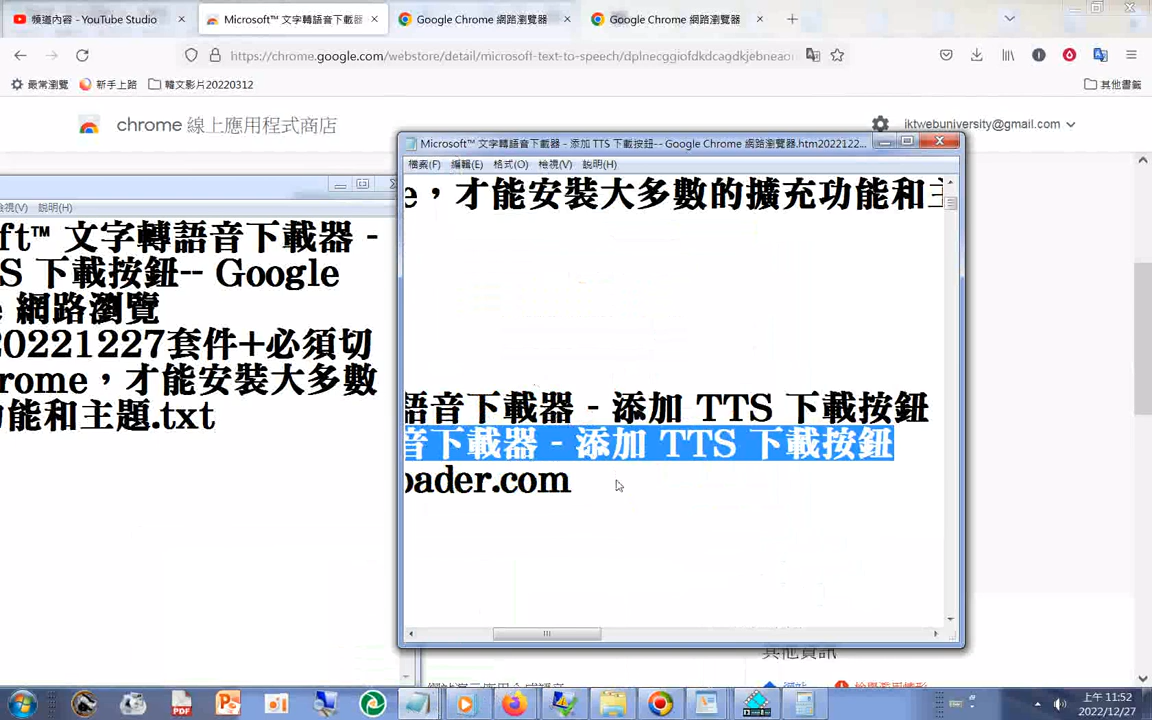 頻道內容 - YouTube Studio
Microsoft™ 文字轉語音下載器
Google Chrome 網路瀏覽器
Google Chrome 網路瀏覽器
https://chrome.google.com/webstore/detail/microsoft-text-to-speech/dplnecggiofdkdcagdkjebneaon
最常瀏覽
新手上路
韓文影片20220312
其他書籤
chrome 線上應用程式商店
iktwebuniversity@gmail.com
Microsoft™ 文字轉語音下載器 - 添加 TTS 下載按鈕-- Google Chrome 網路瀏覽器.htm2022122...
檔案(F) 編輯(E) 格式(O) 檢視(V) 說明(H)
e，才能安裝大多數的擴充功能和主
語音下載器 - 添加 TTS 下載按鈕
音下載器 - 添加 TTS 下載按鈕
oader.com
檢視(V) 說明(H)
oft™ 文字轉語音下載器 -
S 下載按鈕-- Google
e 網路瀏覽
20221227套件+必須切
hrome，才能安裝大多數
功能和主題.txt
其他資訊
上午 11:52
2022/12/27